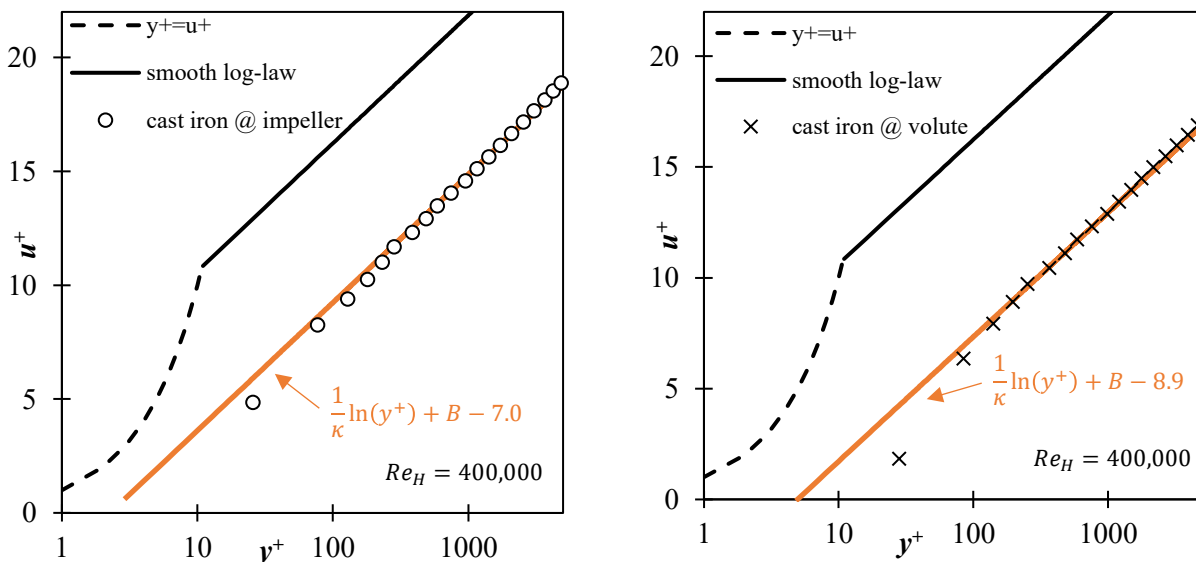 y+=u+
smooth log-law
cast iron @ impeller
20
15
10
5
0
u⁺
1/κ ln(y⁺) + B − 7.0
Re_H = 400,000
1 10 100 1000
y⁺
y+=u+
smooth log-law
cast iron @ volute
20
15
10
5
0
u⁺
1/κ ln(y⁺) + B − 8.9
Re_H = 400,000
1 10 100 1000
y⁺